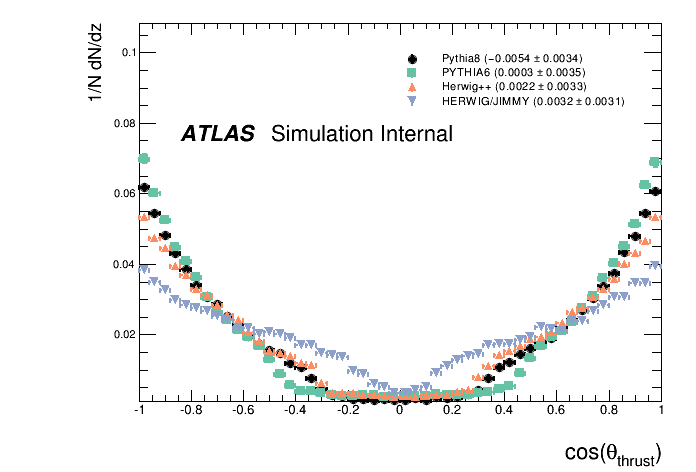 1/N dN/dz
0.1
0.08
0.06
0.04
0.02
Pythia8 (−0.0054 ± 0.0034)
PYTHIA6 (0.0003 ± 0.0035)
Herwig++ (0.0022 ± 0.0033)
HERWIG/JIMMY (0.0032 ± 0.0031)
ATLAS Simulation Internal
-1 -0.8 -0.6 -0.4 -0.2 0.0 0.2 0.4 0.6 0.8 1
cos(θthrust)